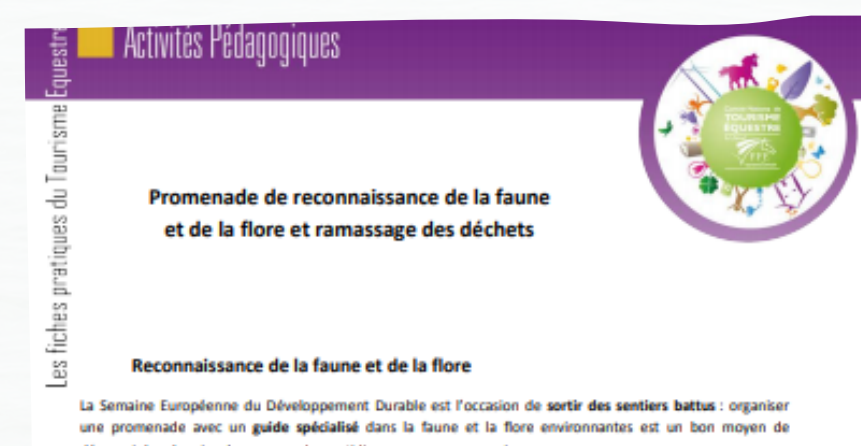 Activités Pédagogiques
Les fiches pratiques du Tourisme Equestre
TOURISME
ÉQUESTRE
FFE
Promenade de reconnaissance de la faune
et de la flore et ramassage des déchets
Reconnaissance de la faune et de la flore
La Semaine Européenne du Développement Durable est l'occasion de sortir des sentiers battus : organiser
une promenade avec un guide spécialisé dans la faune et la flore environnantes est un bon moyen de